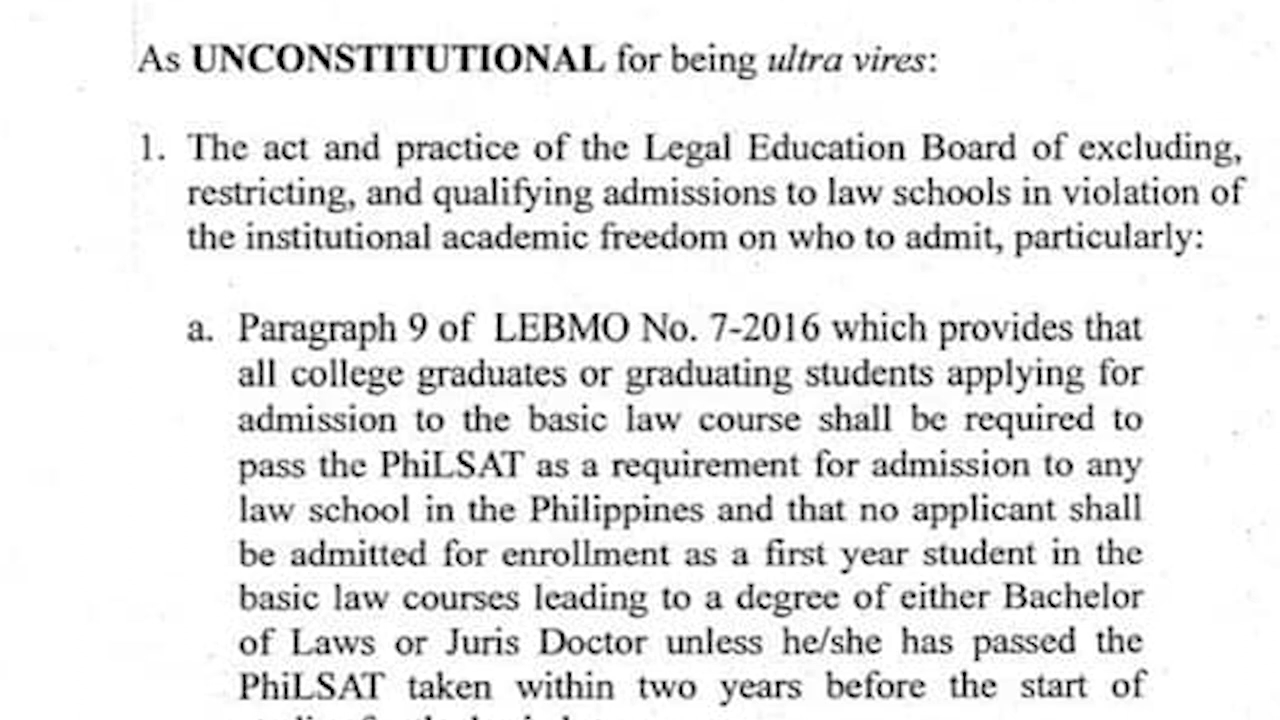 As UNCONSTITUTIONAL for being ultra vires:
1. The act and practice of the Legal Education Board of excluding,
restricting, and qualifying admissions to law schools in violation of
the institutional academic freedom on who to admit, particularly:
a. Paragraph 9 of LEBMO No. 7-2016 which provides that
all college graduates or graduating students applying for
admission to the basic law course shall be required to
pass the PhiLSAT as a requirement for admission to any
law school in the Philippines and that no applicant shall
be admitted for enrollment as a first year student in the
basic law courses leading to a degree of either Bachelor
of Laws or Juris Doctor unless he/she has passed the
PhiLSAT taken within two years before the start of